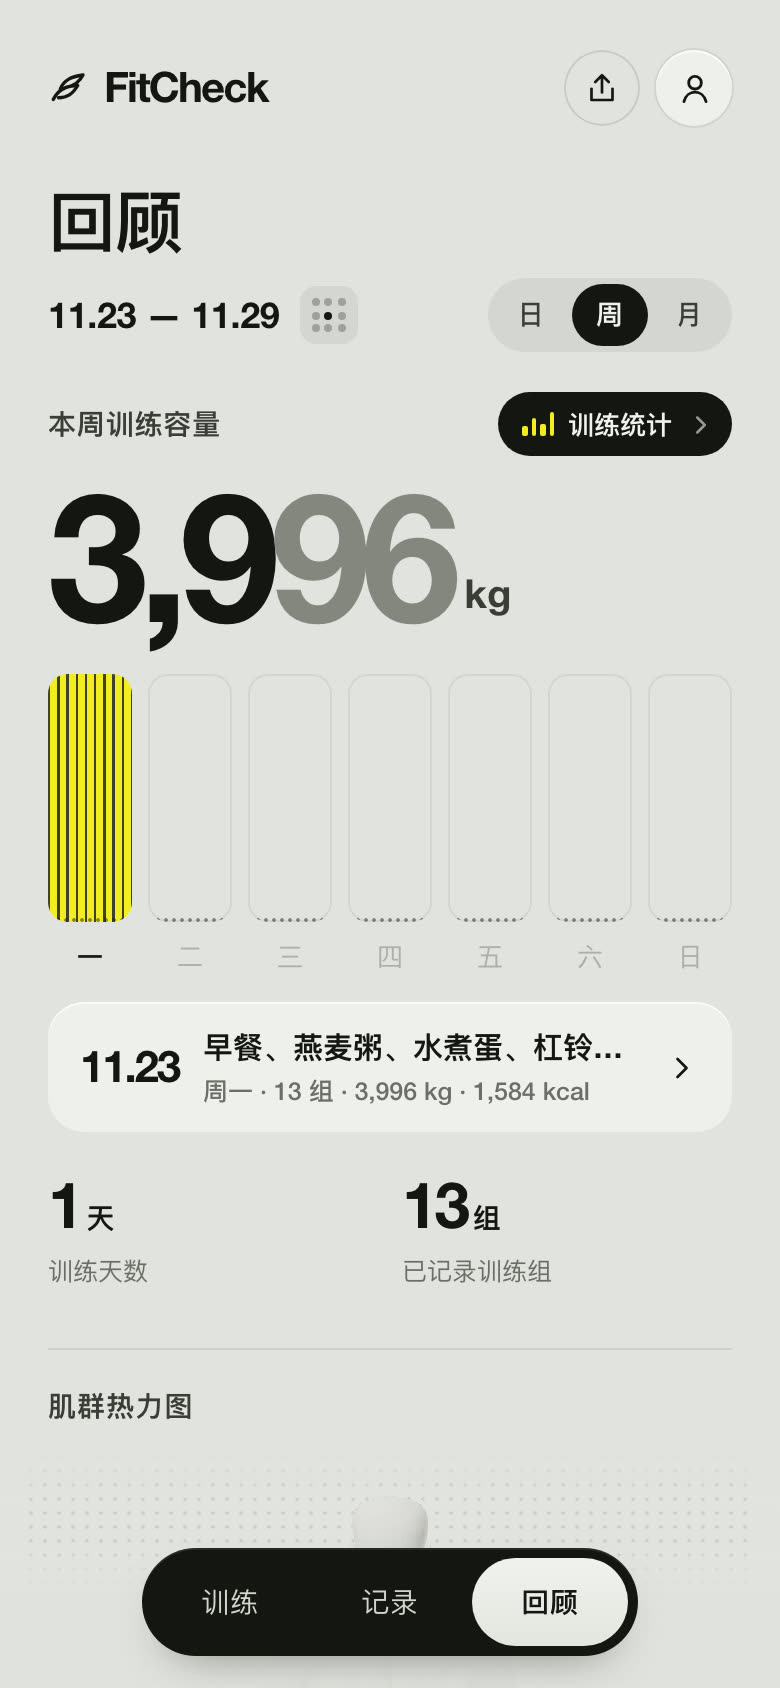 FitCheck
回顾
11.23 — 11.29
日 周 月
本周训练容量
训练统计
3,996 kg
一 二 三 四 五 六 日
11.23
早餐、燕麦粥、水煮蛋、杠铃...
周一 · 13 组 · 3,996 kg · 1,584 kcal
1 天
训练天数
13 组
已记录训练组
肌群热力图
训练 记录 回顾